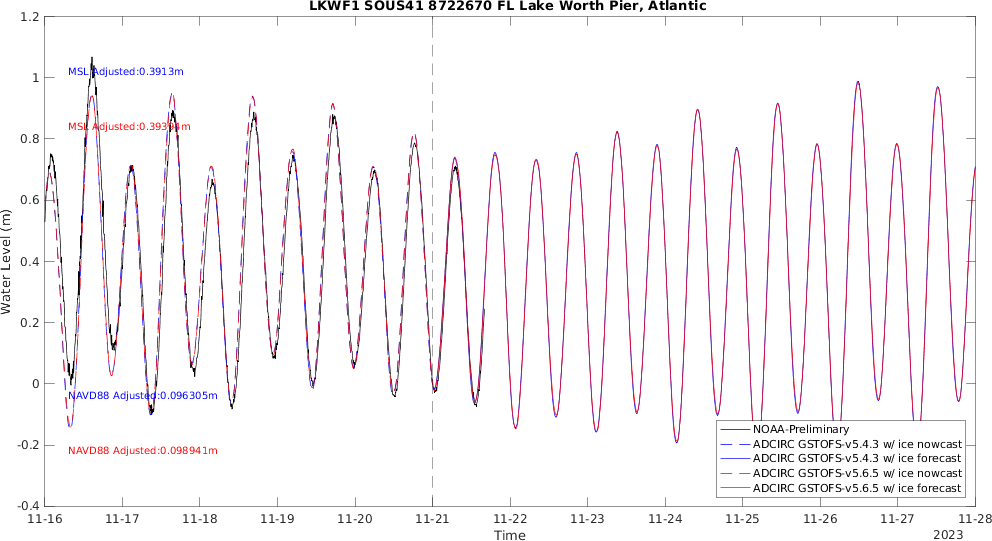 LKWF1 SOUS41 8722670 FL Lake Worth Pier, Atlantic
1.2
1
0.8
0.6
0.4
0.2
0
-0.2
-0.4
Water Level (m)
MSL Adjusted:0.3913m
MSL Adjusted:0.39394m
NAVD88 Adjusted:0.096305m
NAVD88 Adjusted:0.098941m
NOAA-Preliminary
ADCIRC GSTOFS-v5.4.3 w/ ice nowcast
ADCIRC GSTOFS-v5.4.3 w/ ice forecast
ADCIRC GSTOFS-v5.6.5 w/ ice nowcast
ADCIRC GSTOFS-v5.6.5 w/ ice forecast
11-16 11-17 11-18 11-19 11-20 11-21 11-22 11-23 11-24 11-25 11-26 11-27 11-28
Time
2023